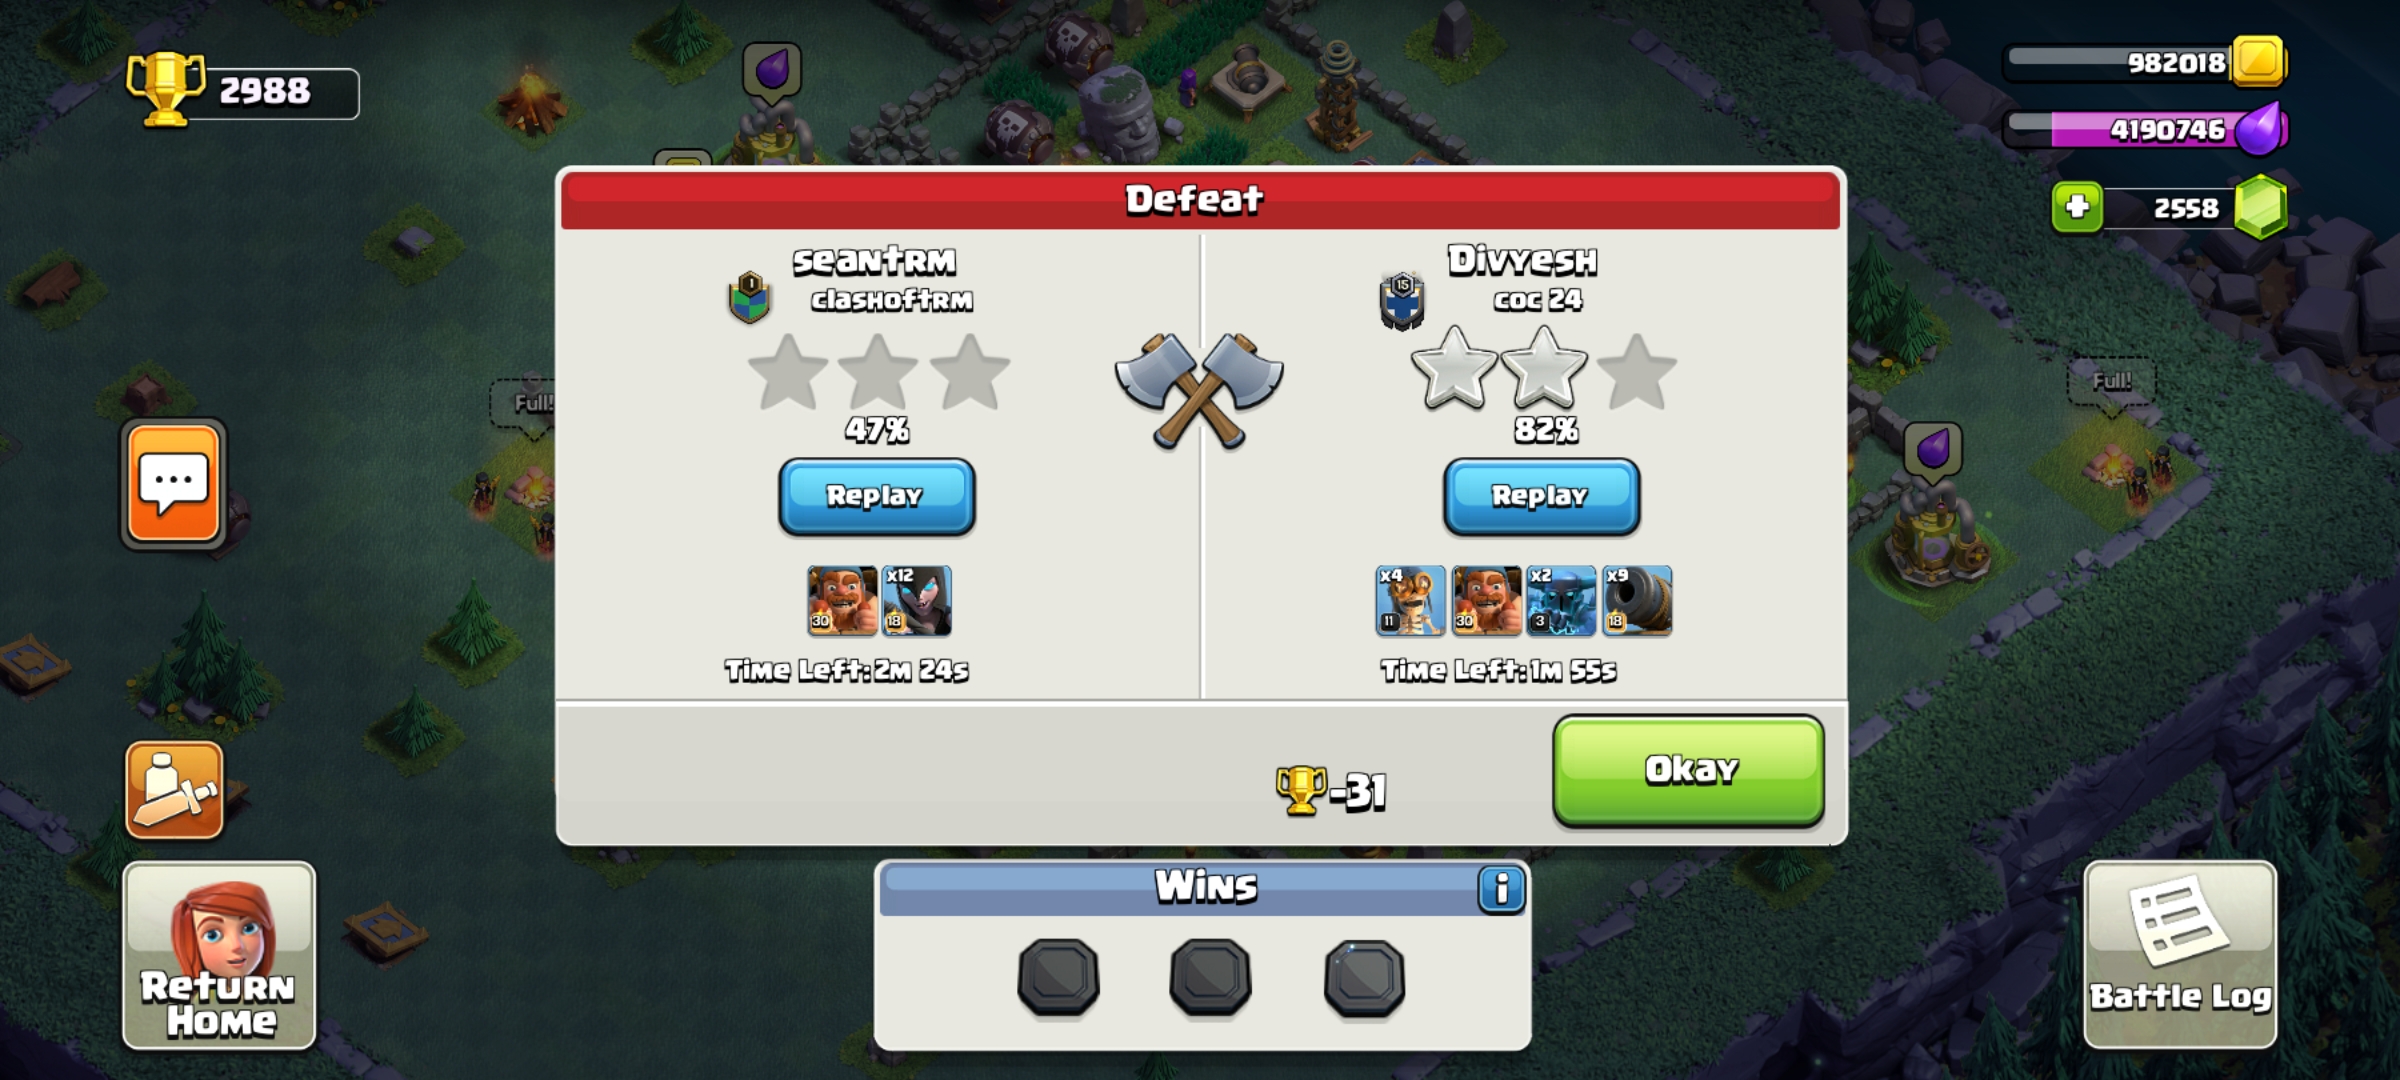 2988
982018
4190746
2558
Defeat
seantRM
clashoftRM
1
47%
Replay
30
x12
18
Time Left:2m 24s
Divyesh
coc 24
15
82%
Replay
x4
11
30
x2
3
x9
18
Time Left:1m 55s
Full!
Full!
-31
Okay
Wins
i
Return
Home
Battle Log